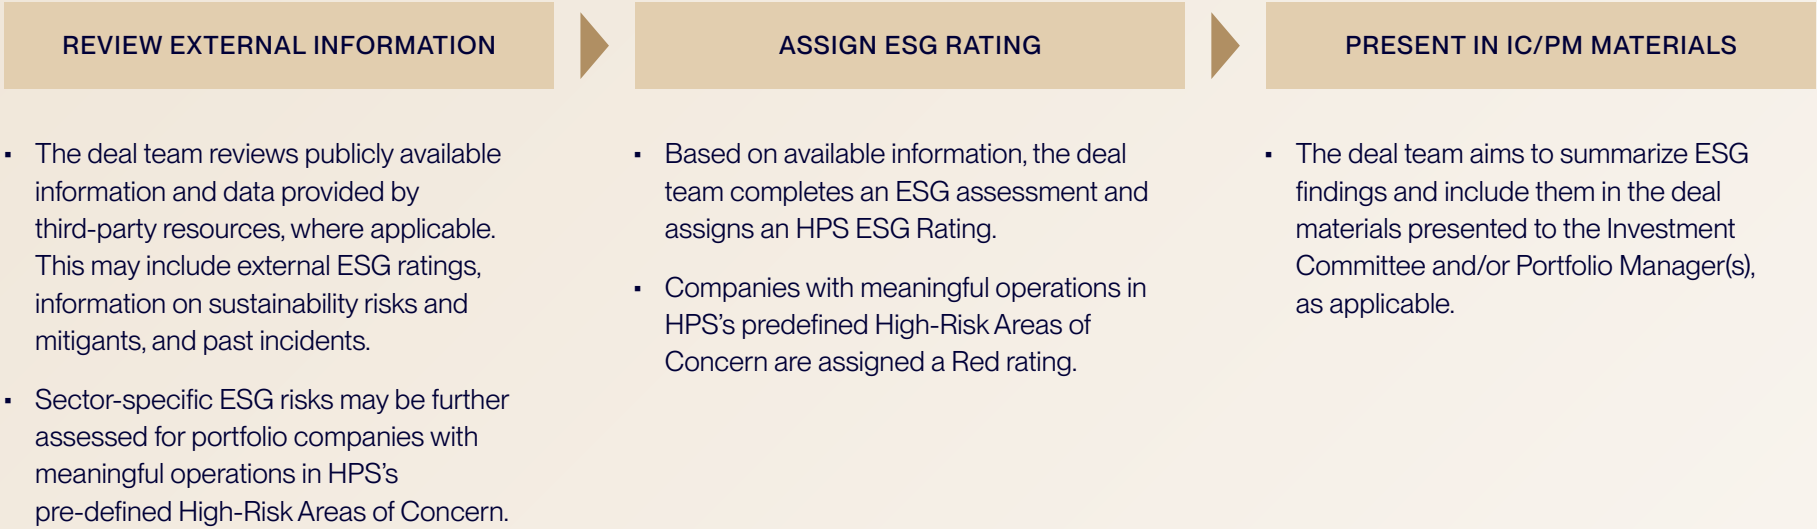 REVIEW EXTERNAL INFORMATION
▪ The deal team reviews publicly available
information and data provided by
third-party resources, where applicable.
This may include external ESG ratings,
information on sustainability risks and
mitigants, and past incidents.
▪ Sector-specific ESG risks may be further
assessed for portfolio companies with
meaningful operations in HPS’s
pre-defined High-Risk Areas of Concern.
ASSIGN ESG RATING
▪ Based on available information, the deal
team completes an ESG assessment and
assigns an HPS ESG Rating.
▪ Companies with meaningful operations in
HPS’s predefined High-Risk Areas of
Concern are assigned a Red rating.
PRESENT IN IC/PM MATERIALS
▪ The deal team aims to summarize ESG
findings and include them in the deal
materials presented to the Investment
Committee and/or Portfolio Manager(s),
as applicable.